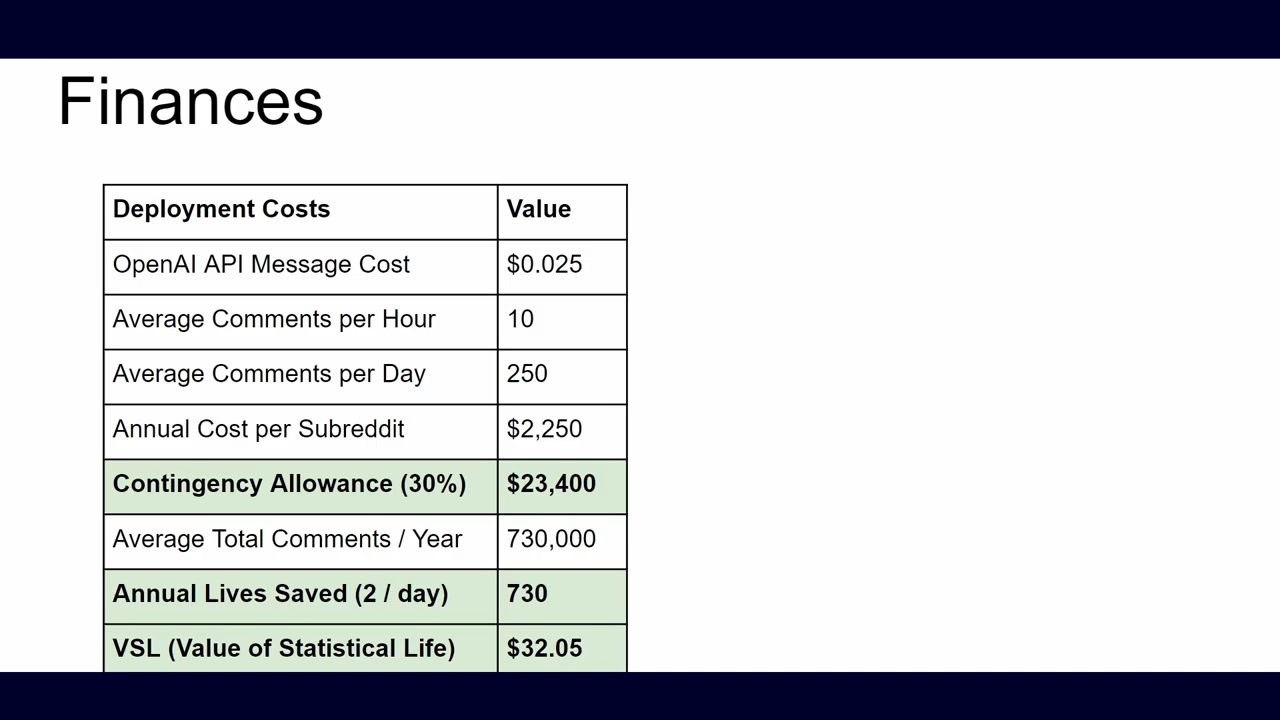 Finances
Deployment Costs Value
OpenAI API Message Cost $0.025
Average Comments per Hour 10
Average Comments per Day 250
Annual Cost per Subreddit $2,250
Contingency Allowance (30%) $23,400
Average Total Comments / Year 730,000
Annual Lives Saved (2 / day) 730
VSL (Value of Statistical Life) $32.05